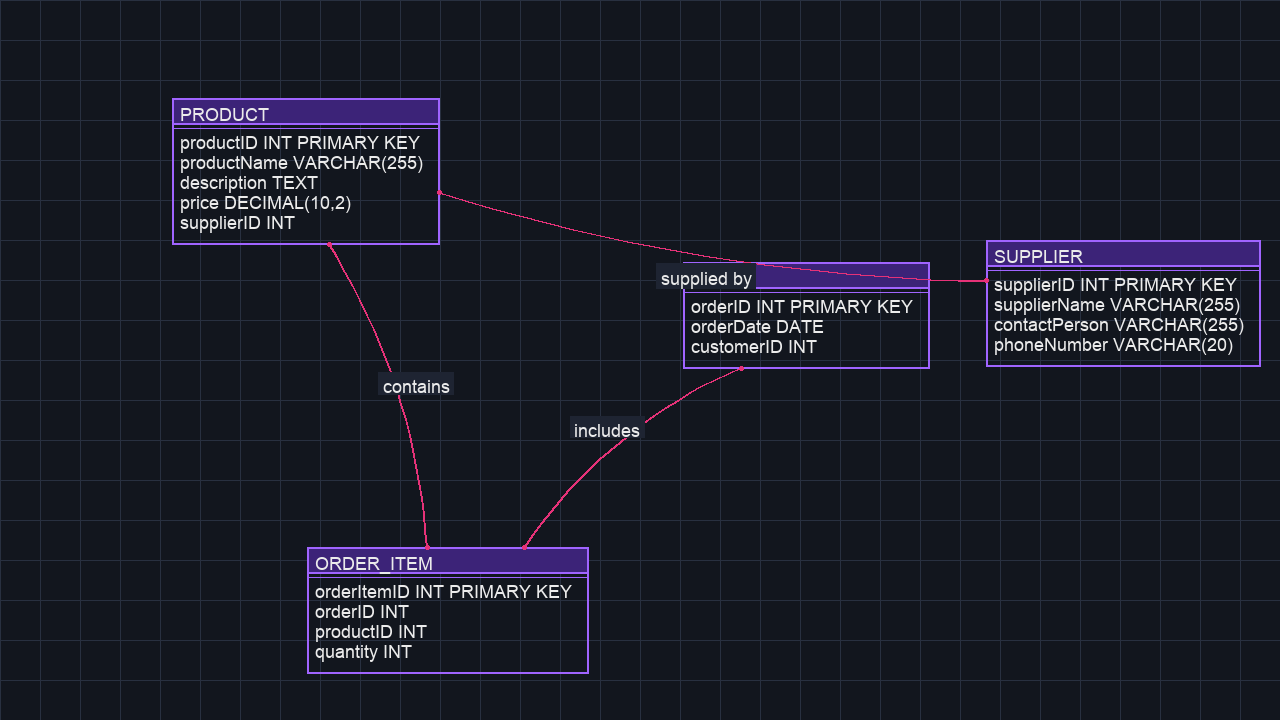 PRODUCT
productID INT PRIMARY KEY
productName VARCHAR(255)
description TEXT
price DECIMAL(10,2)
supplierID INT
supplied by
orderID INT PRIMARY KEY
orderDate DATE
customerID INT
SUPPLIER
supplierID INT PRIMARY KEY
supplierName VARCHAR(255)
contactPerson VARCHAR(255)
phoneNumber VARCHAR(20)
contains
includes
ORDER_ITEM
orderItemID INT PRIMARY KEY
orderID INT
productID INT
quantity INT